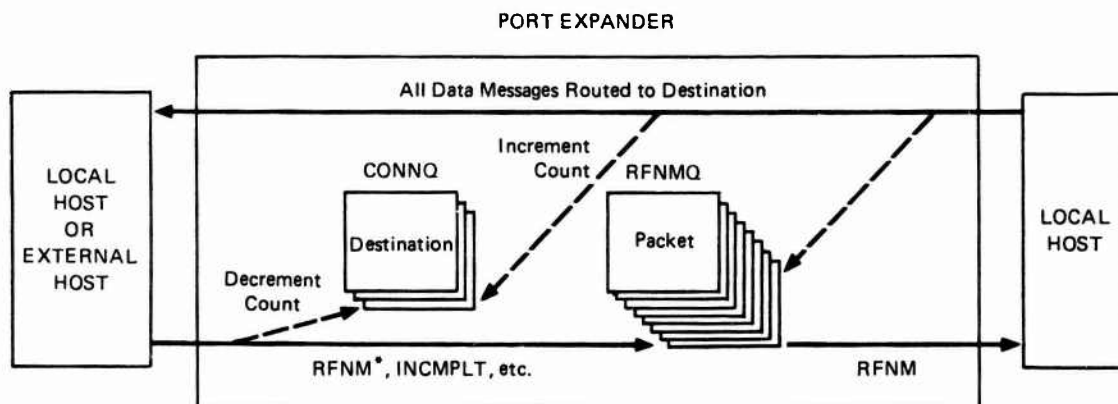 PORT EXPANDER
All Data Messages Routed to Destination
LOCAL
HOST
OR
EXTERNAL
HOST
CONNQ
Destination
Increment
Count
RFNMQ
Packet
Decrement
Count
RFNM*, INCMPLT, etc.
RFNM
LOCAL
HOST